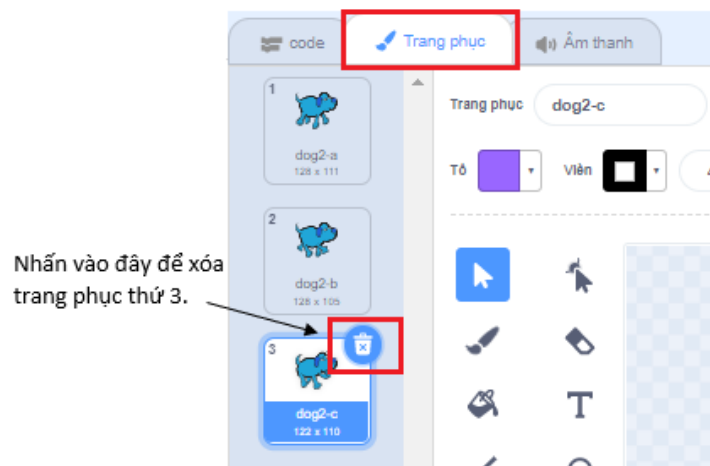 code
Trang phục
Âm thanh
1
dog2-a
128 x 111
2
dog2-b
128 x 105
3
dog2-c
122 x 110
Trang phục
dog2-c
Tô
Viền
4
T
Nhấn vào đây để xóa
trang phục thứ 3.